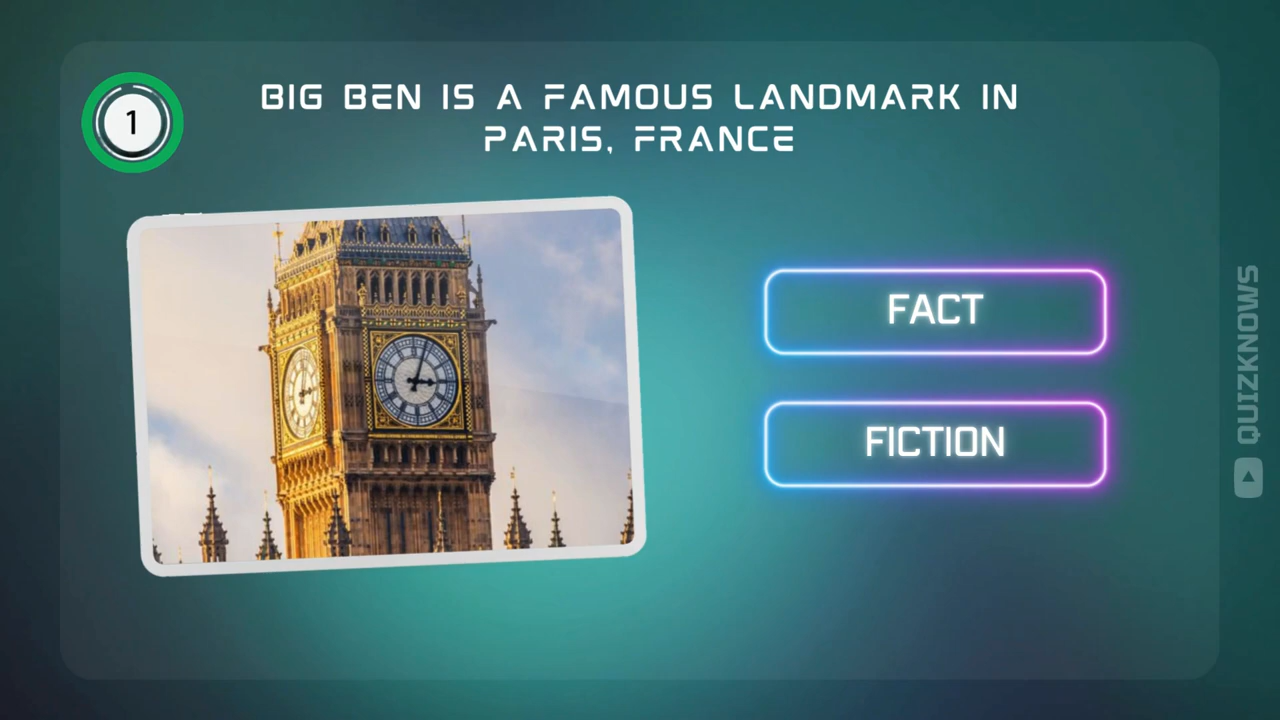 1
BIG BEN IS A FAMOUS LANDMARK IN
PARIS, FRANCE
FACT
FICTION
QUIZKNOWS